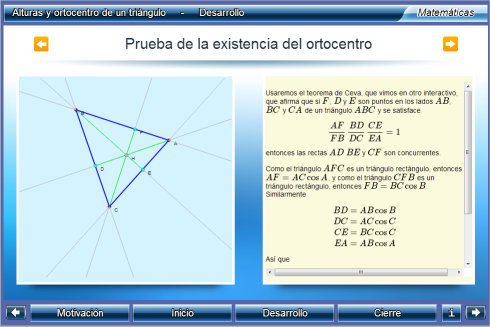 Alturas y ortocentro de un triángulo - Desarrollo
Matemáticas
Prueba de la existencia del ortocentro
B
F
A
H
D
E
C
Usaremos el teorema de Ceva, que vimos en otro interactivo,
que afirma que si F, D y E son puntos en los lados AB,
BC y CA de un triángulo ABC y se satisface
AF/FB BD/DC CE/EA = 1
entonces las rectas AD BE y CF son concurrentes.
Como el triángulo AFC es un triángulo rectángulo, entonces
AF = AC cos A, y como el triángulo CFB es un
triángulo rectángulo, entonces FB = BC cos B
Similarmente
BD = AB cos B
DC = AC cos C
CE = BC cos C
EA = AB cos A
Así que
Motivación
Inicio
Desarrollo
Cierre
i